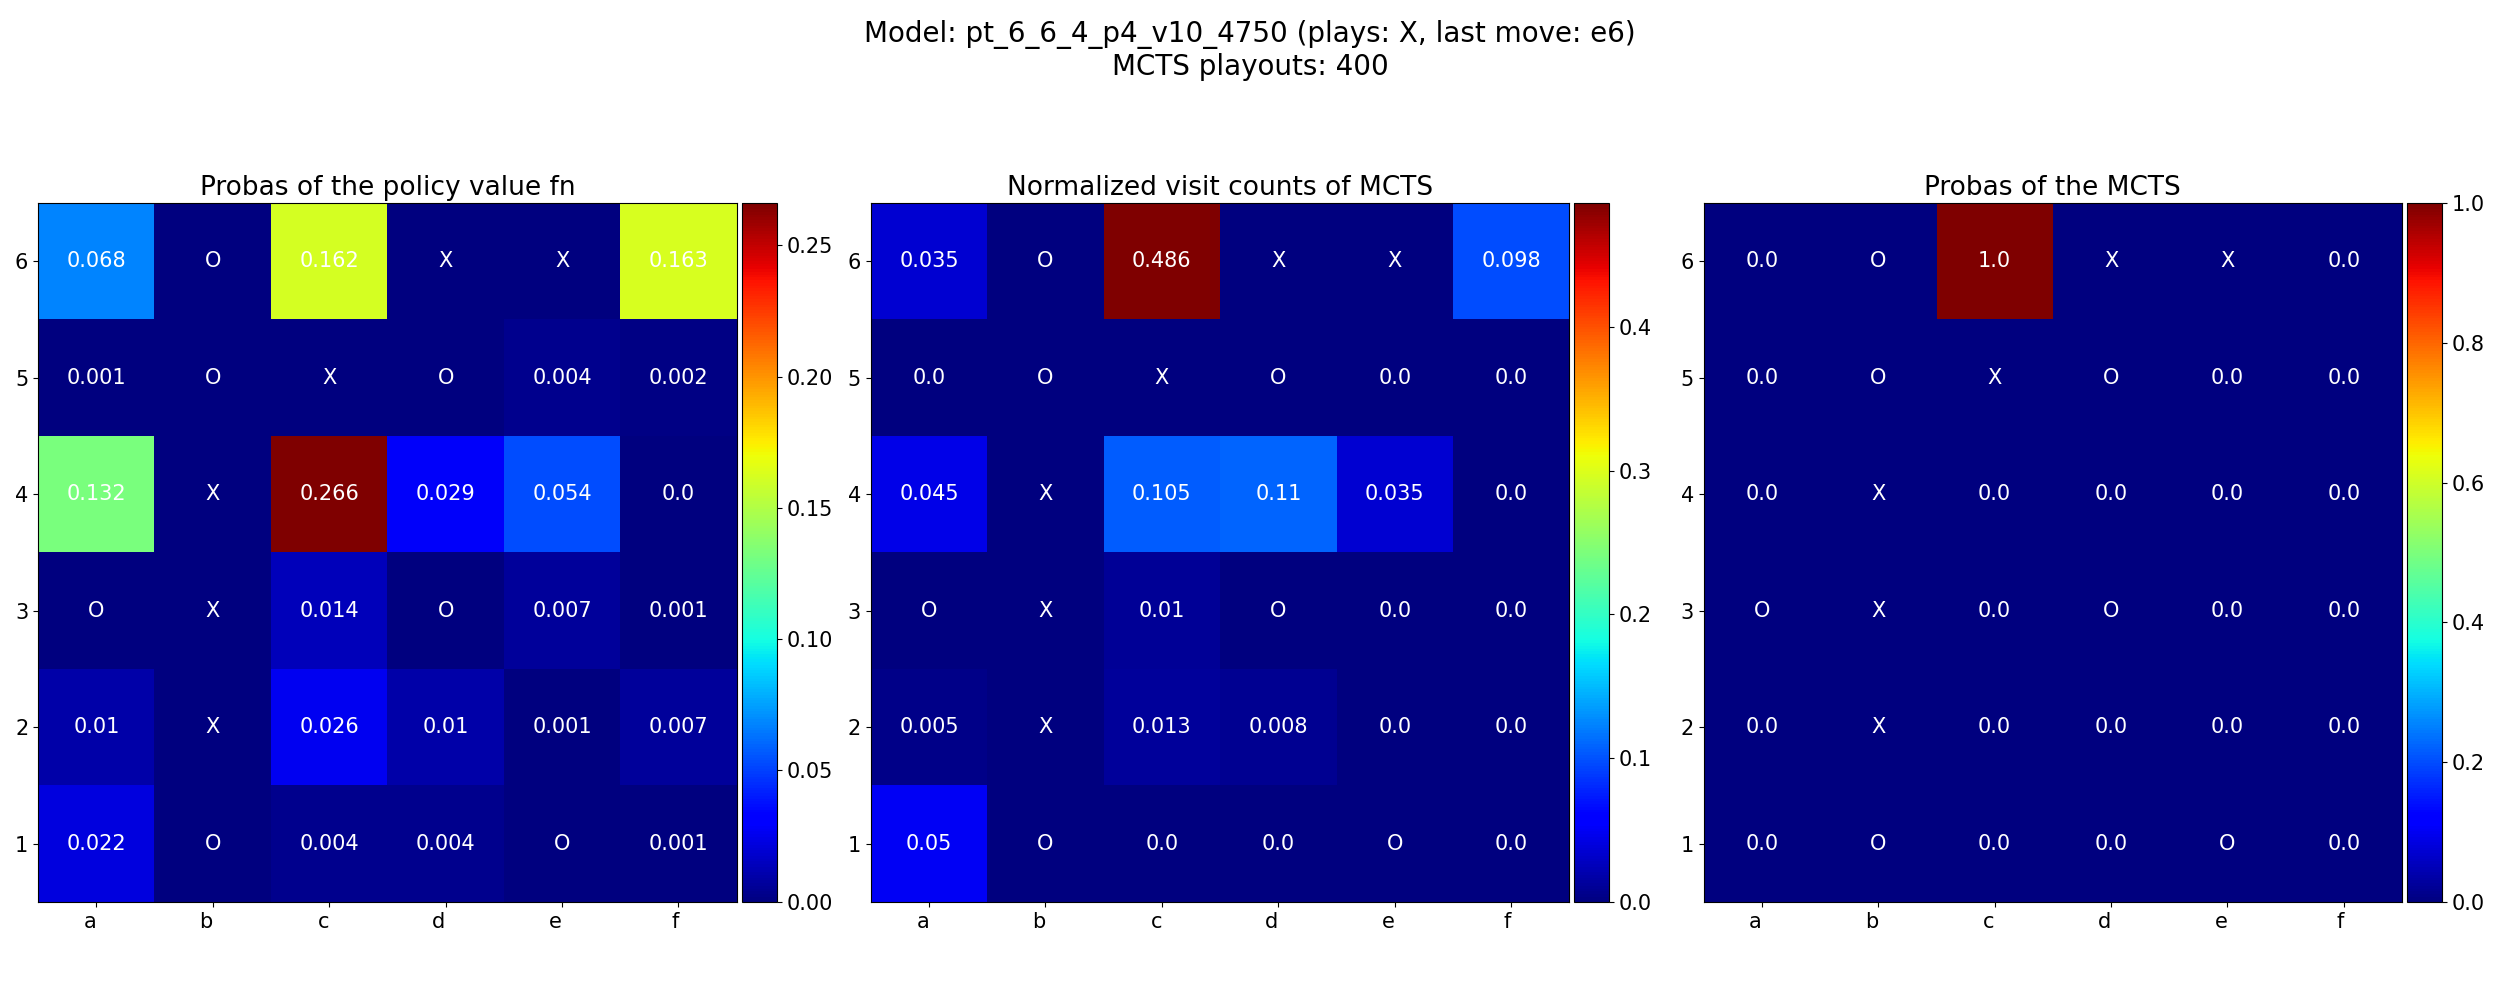 Model: pt_6_6_4_p4_v10_4750 (plays: X, last move: e6)
MCTS playouts: 400
Probas of the policy value fn
6 0.068 O 0.162 X X 0.163
5 0.001 O X O 0.004 0.002
4 0.132 X 0.266 0.029 0.054 0.0
3 O X 0.014 O 0.007 0.001
2 0.01 X 0.026 0.01 0.001 0.007
1 0.022 O 0.004 0.004 O 0.001
a b c d e f
0.25
0.20
0.15
0.10
0.05
0.00
Normalized visit counts of MCTS
6 0.035 O 0.486 X X 0.098
5 0.0 O X O 0.0 0.0
4 0.045 X 0.105 0.11 0.035 0.0
3 O X 0.01 O 0.0 0.0
2 0.005 X 0.013 0.008 0.0 0.0
1 0.05 O 0.0 0.0 O 0.0
a b c d e f
0.4
0.3
0.2
0.1
0.0
Probas of the MCTS
6 0.0 O 1.0 X X 0.0
5 0.0 O X O 0.0 0.0
4 0.0 X 0.0 0.0 0.0 0.0
3 O X 0.0 O 0.0 0.0
2 0.0 X 0.0 0.0 0.0 0.0
1 0.0 O 0.0 0.0 O 0.0
a b c d e f
1.0
0.8
0.6
0.4
0.2
0.0